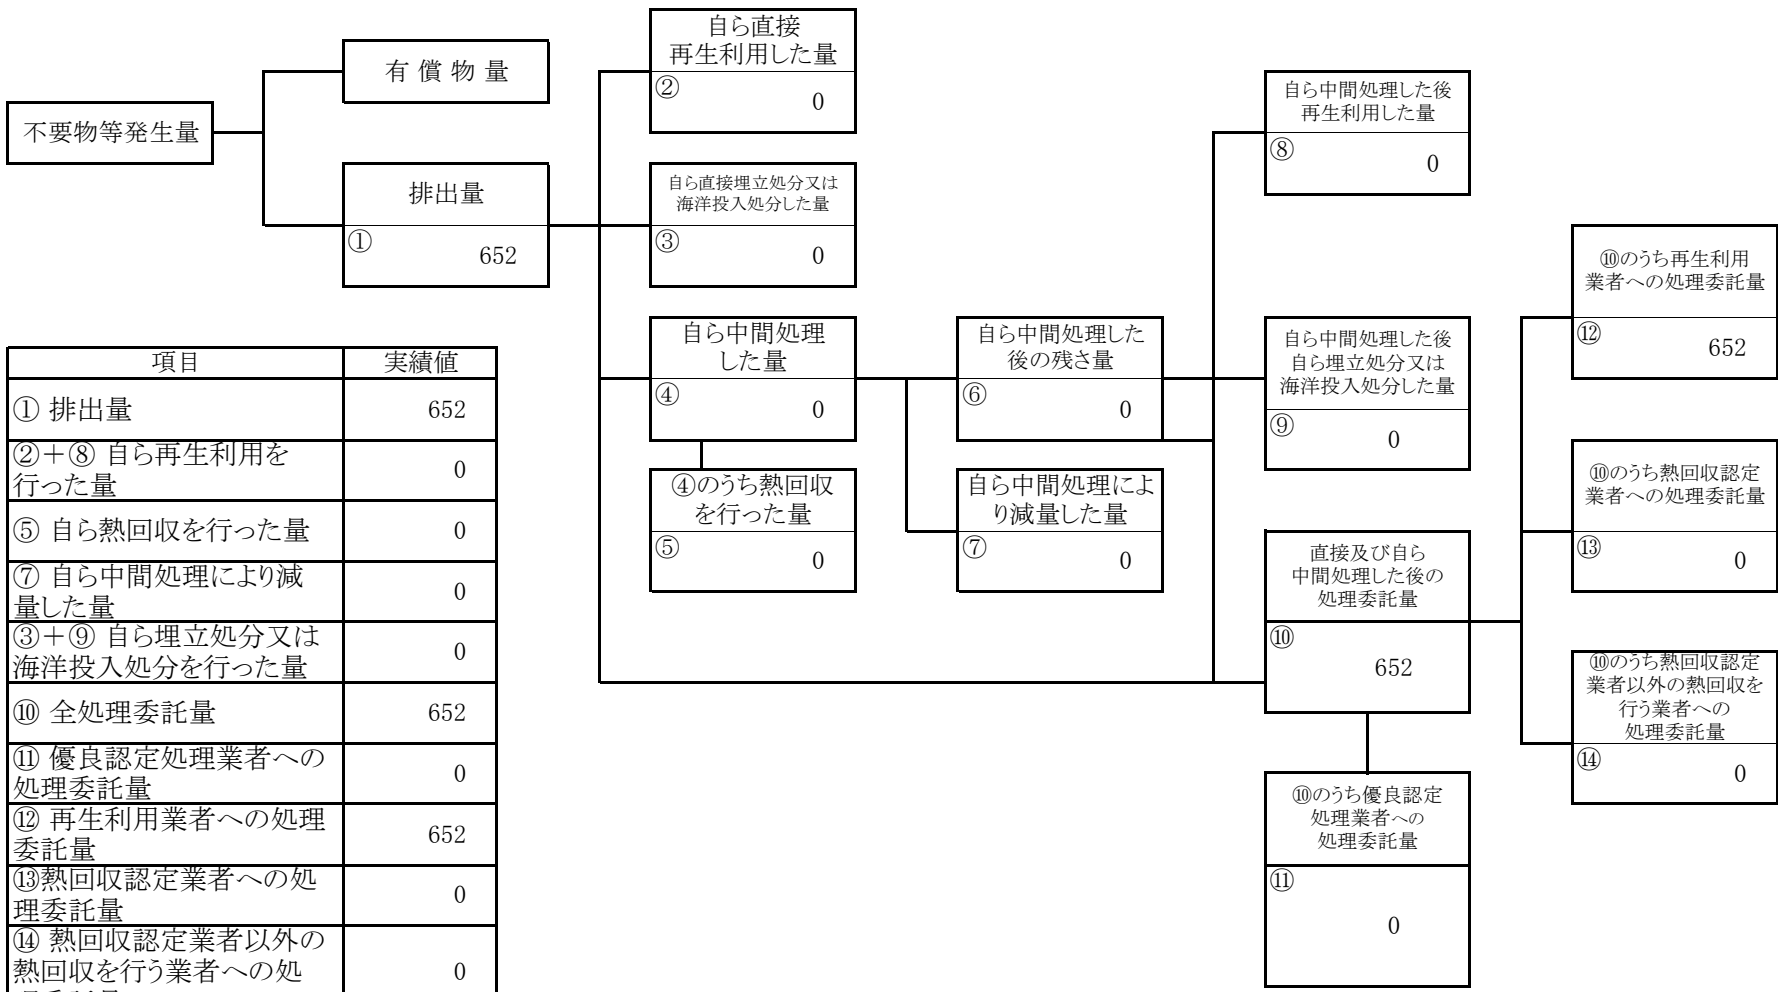 不要物等発生量
有 償 物 量
排出量
①
652
自ら直接
再生利用した量
②
0
自ら直接埋立処分又は
海洋投入処分した量
③
0
自ら中間処理
した量
④
0
④のうち熱回収
を行った量
⑤
0
自ら中間処理した
後の残さ量
⑥
0
自ら中間処理によ
り減量した量
⑦
0
自ら中間処理した後
再生利用した量
⑧
0
自ら中間処理した後
自ら埋立処分又は
海洋投入処分した量
⑨
0
直接及び自ら
中間処理した後の
処理委託量
⑩
652
⑩のうち優良認定
処理業者への
処理委託量
⑪
0
⑩のうち再生利用
業者への処理委託量
⑫
652
⑩のうち熱回収認定
業者への処理委託量
⑬
0
⑩のうち熱回収認定
業者以外の熱回収を
行う業者への
処理委託量
⑭
0
項目 実績値
① 排出量 652
②＋⑧ 自ら再生利用を
行った量 0
⑤ 自ら熱回収を行った量 0
⑦ 自ら中間処理により減
量した量 0
③＋⑨ 自ら埋立処分又は
海洋投入処分を行った量 0
⑩ 全処理委託量 652
⑪ 優良認定処理業者への
処理委託量 0
⑫ 再生利用業者への処理
委託量 652
⑬熱回収認定業者への処
理委託量 0
⑭ 熱回収認定業者以外の
熱回収を行う業者への処 0